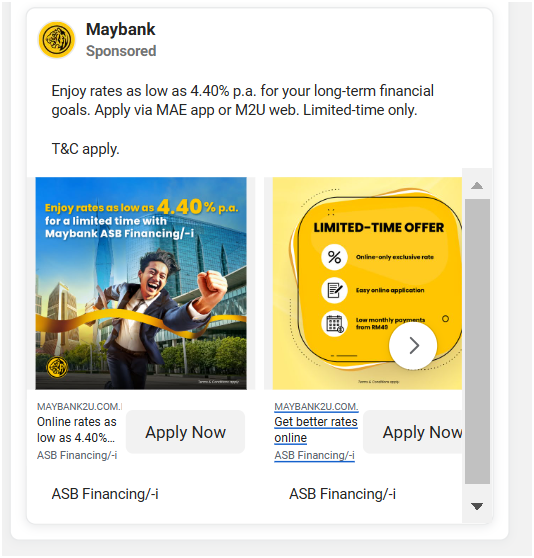 Maybank
Sponsored
Enjoy rates as low as 4.40% p.a. for your long-term financial
goals. Apply via MAE app or M2U web. Limited-time only.
T&C apply.
Enjoy rates as low as 4.40% p.a.
for a limited time with
Maybank ASB Financing/-i
Terms & Conditions apply.
LIMITED-TIME OFFER
Online-only exclusive rate
Easy online application
Low monthly payments
from RM40
Terms & Conditions apply.
MAYBANK2U.COM.
Online rates as
low as 4.40%...
ASB Financing/-i
Apply Now
MAYBANK2U.COM.
Get better rates
online
ASB Financing/-i
Apply Now
ASB Financing/-i
ASB Financing/-i